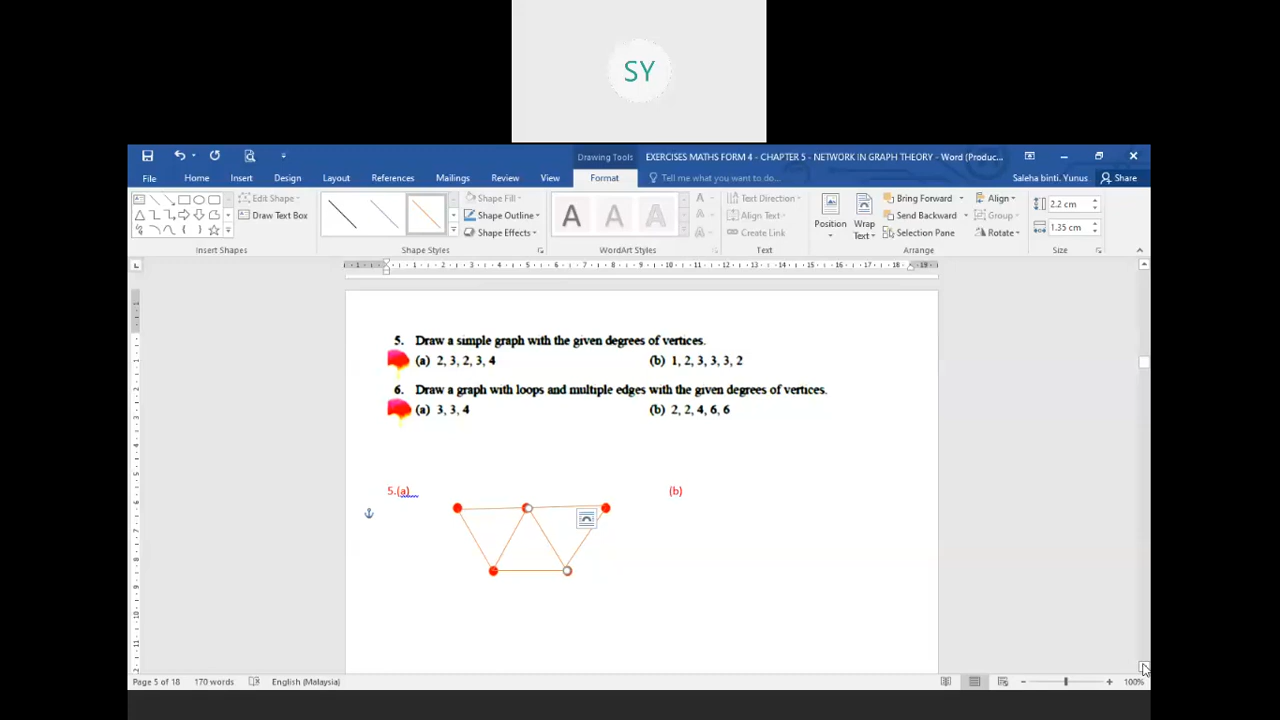 SY
EXERCISES MATHS FORM 4 - CHAPTER 5 - NETWORK IN GRAPH THEORY - Word (Produc...
Drawing Tools
File Home Insert Design Layout References Mailings Review View Format Tell me what you want to do... Saleha binti. Yunus Share
Edit Shape
Draw Text Box
Insert Shapes
Shape Fill
Shape Outline
Shape Effects
Shape Styles
A A A
WordArt Styles
Text Direction
Align Text
Create Link
Text
Position
Wrap Text
Bring Forward
Send Backward
Selection Pane
Align
Group
Rotate
Arrange
2.2 cm
1.35 cm
Size
5. Draw a simple graph with the given degrees of vertices.
(a) 2, 3, 2, 3, 4 (b) 1, 2, 3, 3, 3, 2
6. Draw a graph with loops and multiple edges with the given degrees of vertices.
(a) 3, 3, 4 (b) 2, 2, 4, 6, 6
5.(a) (b)
Page 5 of 18 170 words English (Malaysia) 100%